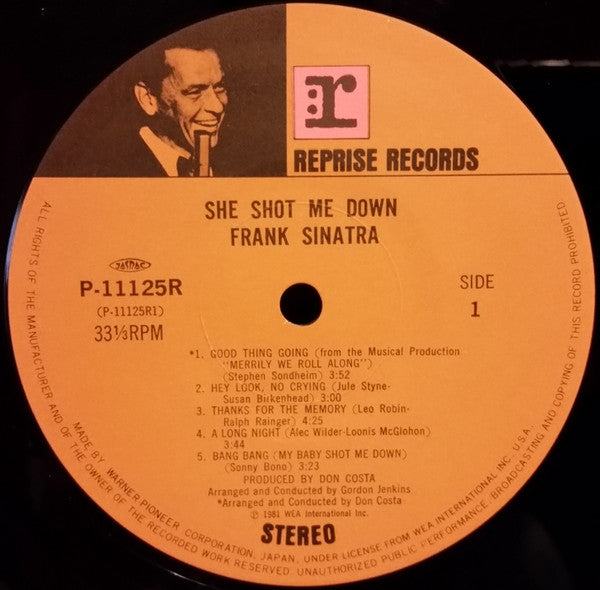 r
REPRISE RECORDS
SHE SHOT ME DOWN
FRANK SINATRA
JASRAC
P-11125R
(P-11125R1)
33⅓RPM
SIDE
1
*1. GOOD THING GOING (from the Musical Production
"MERRILY WE ROLL ALONG")
(Stephen Sondheim) 3:52
2. HEY LOOK, NO CRYING (Jule Styne-
Susan Birkenhead) 3:00
3. THANKS FOR THE MEMORY (Leo Robin-
Ralph Rainger) 4:25
4. A LONG NIGHT (Alec Wilder-Loonis McGlohon)
3:44
5. BANG BANG (MY BABY SHOT ME DOWN)
(Sonny Bono) 3:23
PRODUCED BY DON COSTA
Arranged and Conducted by Gordon Jenkins
*Arranged and Conducted by Don Costa
℗ 1981 WEA International Inc.
STEREO
ALL RIGHTS OF THE MANUFACTURER AND OF THE OWNER OF THE RECORDED WORK RESERVED. UNAUTHORIZED PUBLIC PERFORMANCE, BROADCASTING AND COPYING OF THIS RECORD PROHIBITED
MADE BY WARNER-PIONEER CORPORATION, JAPAN, UNDER LICENSE FROM WEA INTERNATIONAL INC. U.S.A.